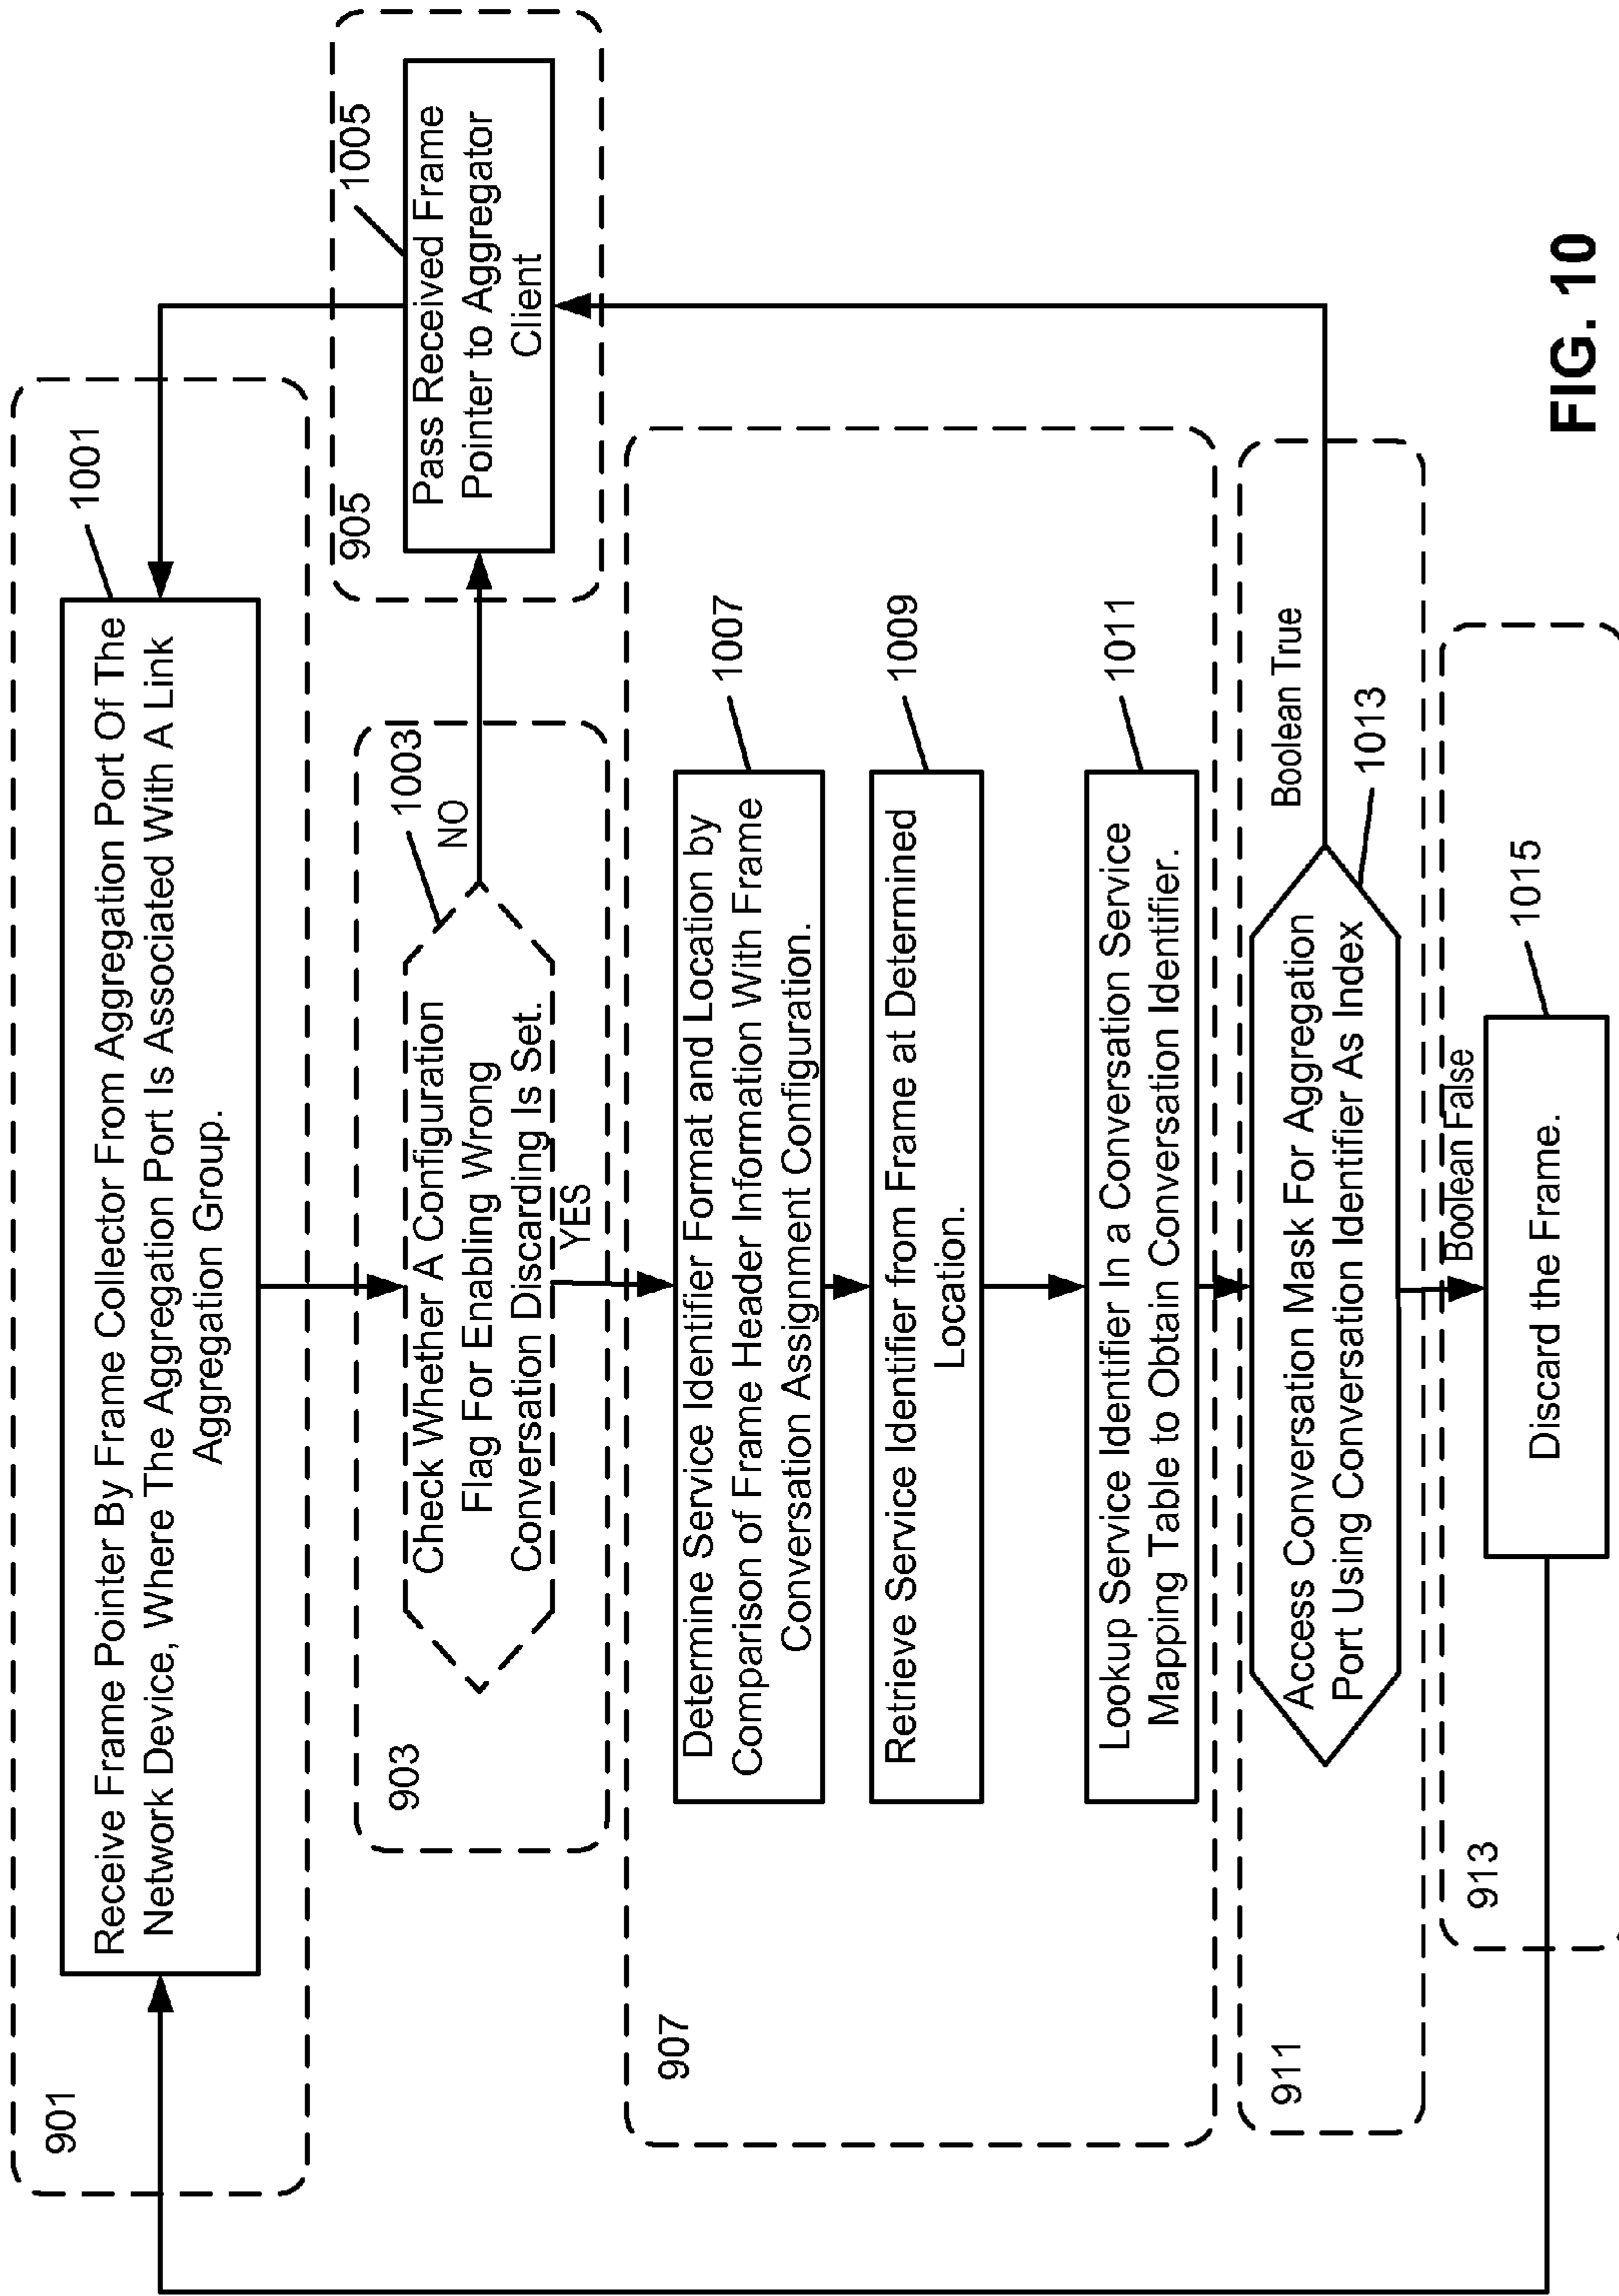 901
1001
Receive Frame Pointer By Frame Collector From Aggregation Port Of The
Network Device, Where The Aggregation Port Is Associated With A Link
Aggregation Group.
903
1003
Check Whether A Configuration
Flag For Enabling Wrong
Conversation Discarding Is Set.
NO
YES
905
1005
Pass Received Frame
Pointer to Aggregator
Client
907
1007
Determine Service Identifier Format and Location by
Comparison of Frame Header Information With Frame
Conversation Assignment Configuration.
1009
Retrieve Service Identifier from Frame at Determined
Location.
1011
Lookup Service Identifier In a Conversation Service
Mapping Table to Obtain Conversation Identifier.
911
Boolean True
1013
Access Conversation Mask For Aggregation
Port Using Conversation Identifier As Index
Boolean False
913
1015
Discard the Frame.
FIG. 10